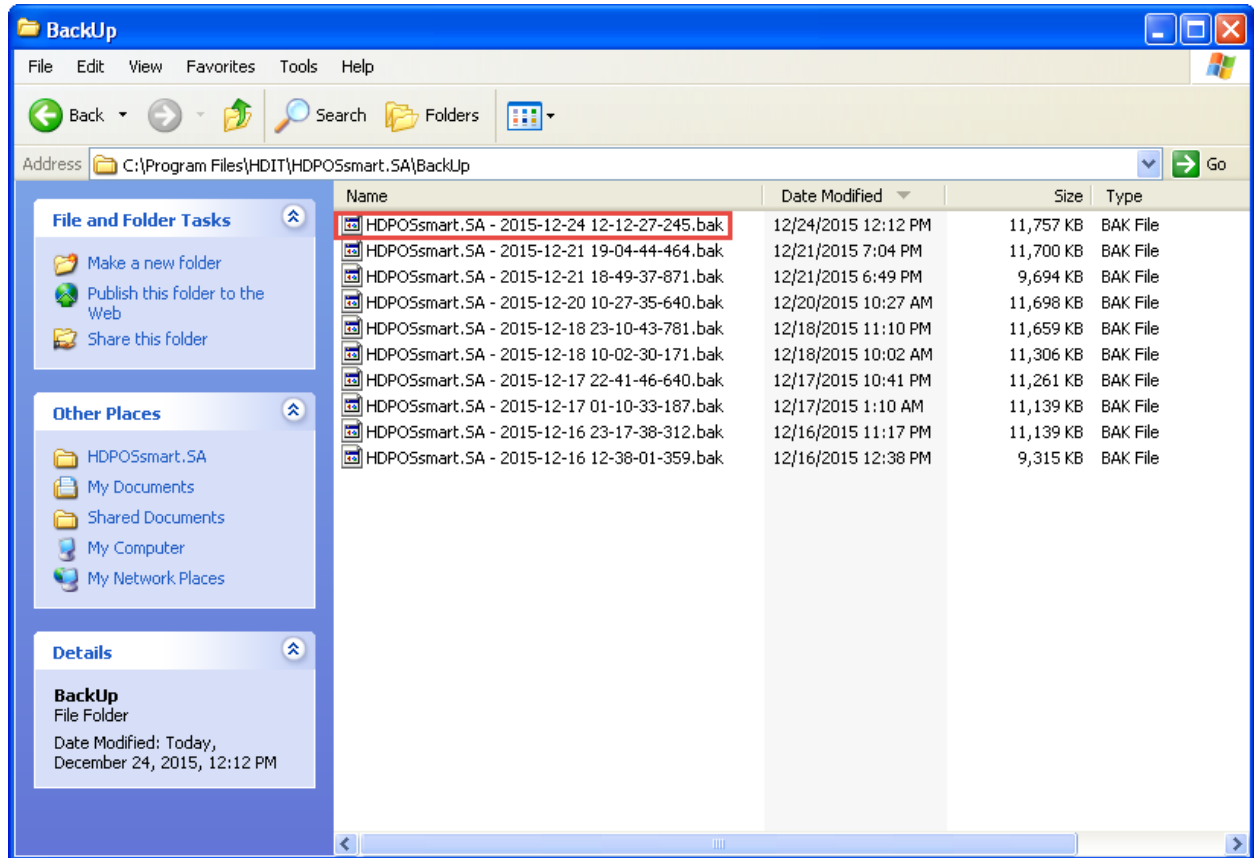 BackUp
File Edit View Favorites Tools Help
Back Search Folders
Address C:\Program Files\HDIT\HDPOSsmart.SA\BackUp Go
File and Folder Tasks
Make a new folder
Publish this folder to the
Web
Share this folder
Other Places
HDPOSsmart.SA
My Documents
Shared Documents
My Computer
My Network Places
Details
BackUp
File Folder
Date Modified: Today,
December 24, 2015, 12:12 PM
Name Date Modified Size Type
HDPOSsmart.SA - 2015-12-24 12-12-27-245.bak 12/24/2015 12:12 PM 11,757 KB BAK File
HDPOSsmart.SA - 2015-12-21 19-04-44-464.bak 12/21/2015 7:04 PM 11,700 KB BAK File
HDPOSsmart.SA - 2015-12-21 18-49-37-871.bak 12/21/2015 6:49 PM 9,694 KB BAK File
HDPOSsmart.SA - 2015-12-20 10-27-35-640.bak 12/20/2015 10:27 AM 11,698 KB BAK File
HDPOSsmart.SA - 2015-12-18 23-10-43-781.bak 12/18/2015 11:10 PM 11,659 KB BAK File
HDPOSsmart.SA - 2015-12-18 10-02-30-171.bak 12/18/2015 10:02 AM 11,306 KB BAK File
HDPOSsmart.SA - 2015-12-17 22-41-46-640.bak 12/17/2015 10:41 PM 11,261 KB BAK File
HDPOSsmart.SA - 2015-12-17 01-10-33-187.bak 12/17/2015 1:10 AM 11,139 KB BAK File
HDPOSsmart.SA - 2015-12-16 23-17-38-312.bak 12/16/2015 11:17 PM 11,139 KB BAK File
HDPOSsmart.SA - 2015-12-16 12-38-01-359.bak 12/16/2015 12:38 PM 9,315 KB BAK File